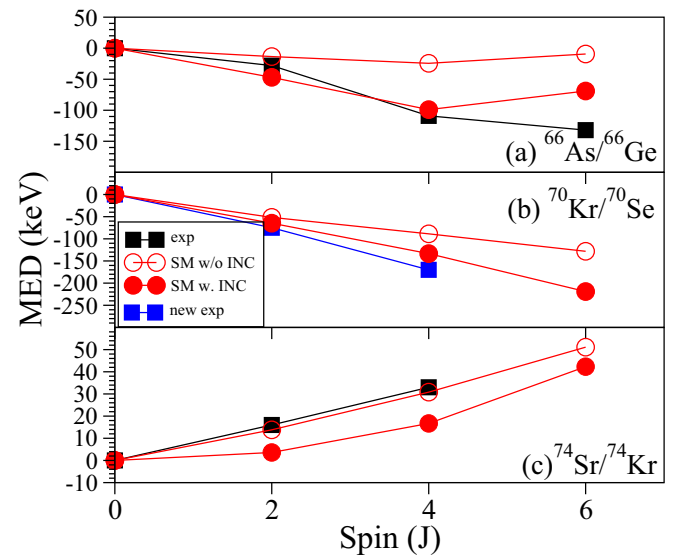 50
0
-50
-100
-150
(a) ⁶⁶As/⁶⁶Ge
0
-50
-100
-150
-200
-250
(b) ⁷⁰Kr/⁷⁰Se
exp
SM w/o INC
SM w. INC
new exp
MED (keV)
50
40
30
20
10
0
-10
(c) ⁷⁴Sr/⁷⁴Kr
0 2 4 6
Spin (J)